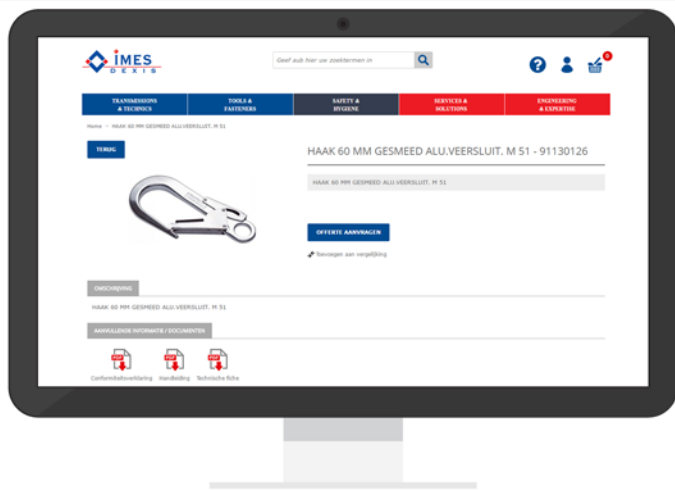 IMES
DEXIS
Geef aub hier uw zoektermen in
0
TRANSMISSIONS
& TECHNICS
TOOLS &
FASTENERS
SAFETY &
HYGIENE
SERVICES &
SOLUTIONS
ENGINEERING
& EXPERTISE
Home ~ HAAK 60 MM GESMEED ALU.VEERSLUIT. M 51
TERUG
HAAK 60 MM GESMEED ALU.VEERSLUIT. M 51 - 91130126
HAAK 60 MM GESMEED ALU.VEERSLUIT. M 51
OFFERTE AANVRAGEN
Toevoegen aan vergelijking
OMSCHRIJVING
HAAK 60 MM GESMEED ALU.VEERSLUIT. M 51
AANVULLENDE INFORMATIE / DOCUMENTEN
PDF PDF PDF
Conformiteitsverklaring Handleiding Technische fiche